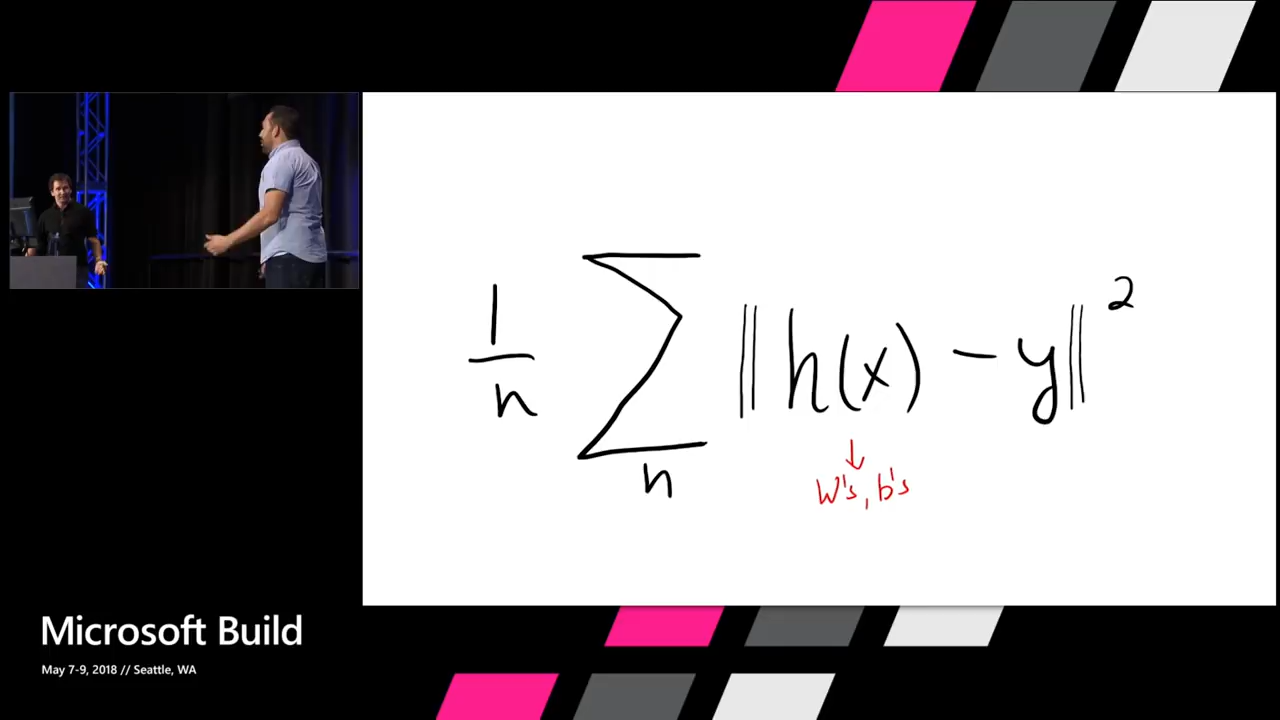 1/n Σ n ‖h(x) − y‖²
↓
w's, b's
Microsoft Build
May 7-9, 2018 // Seattle, WA